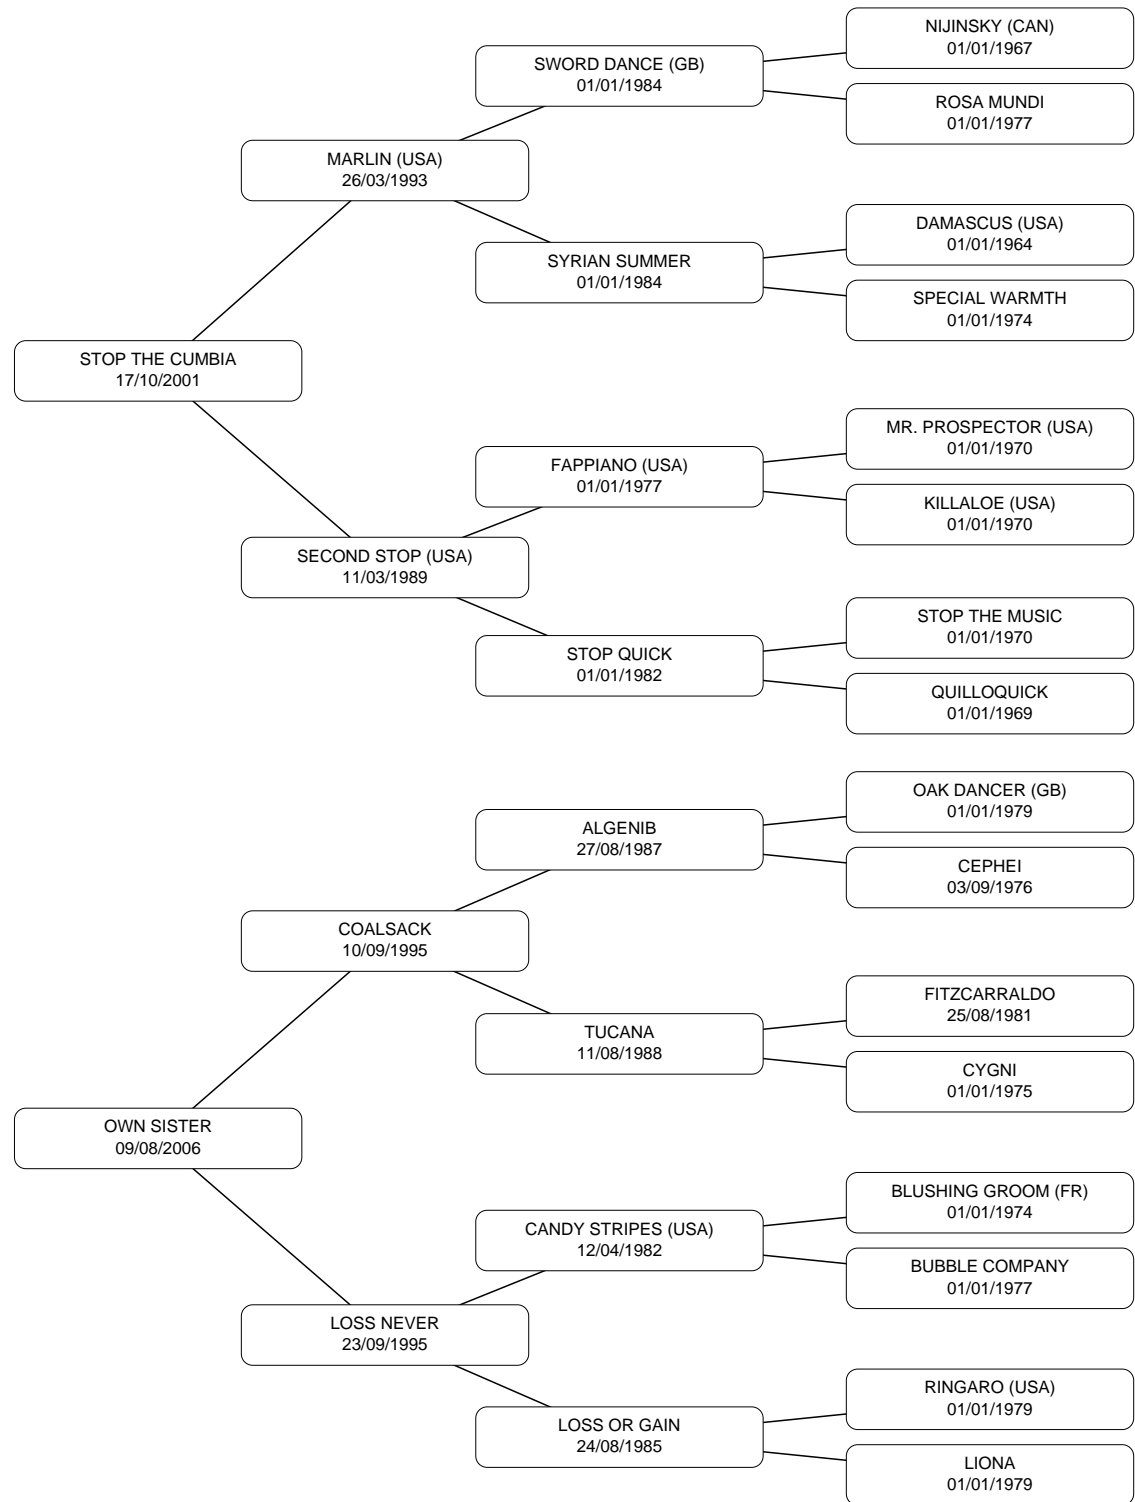 NIJINSKY (CAN)
01/01/1967
SWORD DANCE (GB)
01/01/1984
ROSA MUNDI
01/01/1977
MARLIN (USA)
26/03/1993
DAMASCUS (USA)
01/01/1964
SYRIAN SUMMER
01/01/1984
SPECIAL WARMTH
01/01/1974
STOP THE CUMBIA
17/10/2001
MR. PROSPECTOR (USA)
01/01/1970
FAPPIANO (USA)
01/01/1977
KILLALOE (USA)
01/01/1970
SECOND STOP (USA)
11/03/1989
STOP THE MUSIC
01/01/1970
STOP QUICK
01/01/1982
QUILLOQUICK
01/01/1969
OAK DANCER (GB)
01/01/1979
ALGENIB
27/08/1987
CEPHEI
03/09/1976
COALSACK
10/09/1995
FITZCARRALDO
25/08/1981
TUCANA
11/08/1988
CYGNI
01/01/1975
OWN SISTER
09/08/2006
BLUSHING GROOM (FR)
01/01/1974
CANDY STRIPES (USA)
12/04/1982
BUBBLE COMPANY
01/01/1977
LOSS NEVER
23/09/1995
RINGARO (USA)
01/01/1979
LOSS OR GAIN
24/08/1985
LIONA
01/01/1979